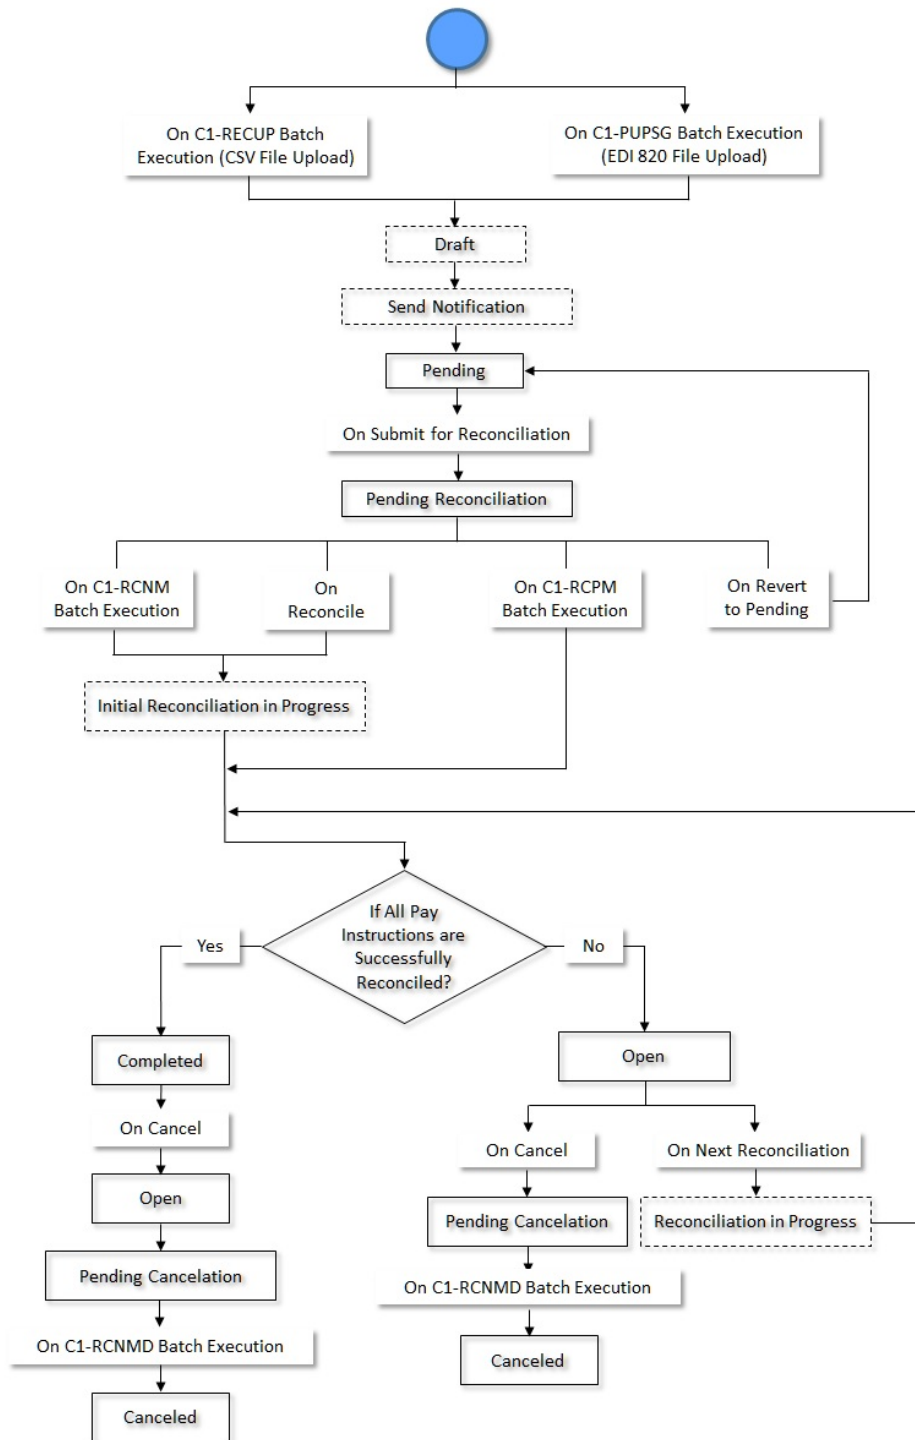 On C1-RECUP Batch
Execution (CSV File Upload)
On C1-PUPSG Batch Execution
(EDI 820 File Upload)
Draft
Send Notification
Pending
On Submit for Reconciliation
Pending Reconciliation
On C1-RCNM
Batch Execution
On
Reconcile
On C1-RCPM
Batch Execution
On Revert
to Pending
Initial Reconciliation in Progress
If All Pay
Instructions are
Successfully
Reconciled?
Yes
No
Completed
On Cancel
Open
Pending Cancelation
On C1-RCNMD Batch Execution
Canceled
Open
On Cancel
Pending Cancelation
On C1-RCNMD Batch Execution
Canceled
On Next Reconciliation
Reconciliation in Progress